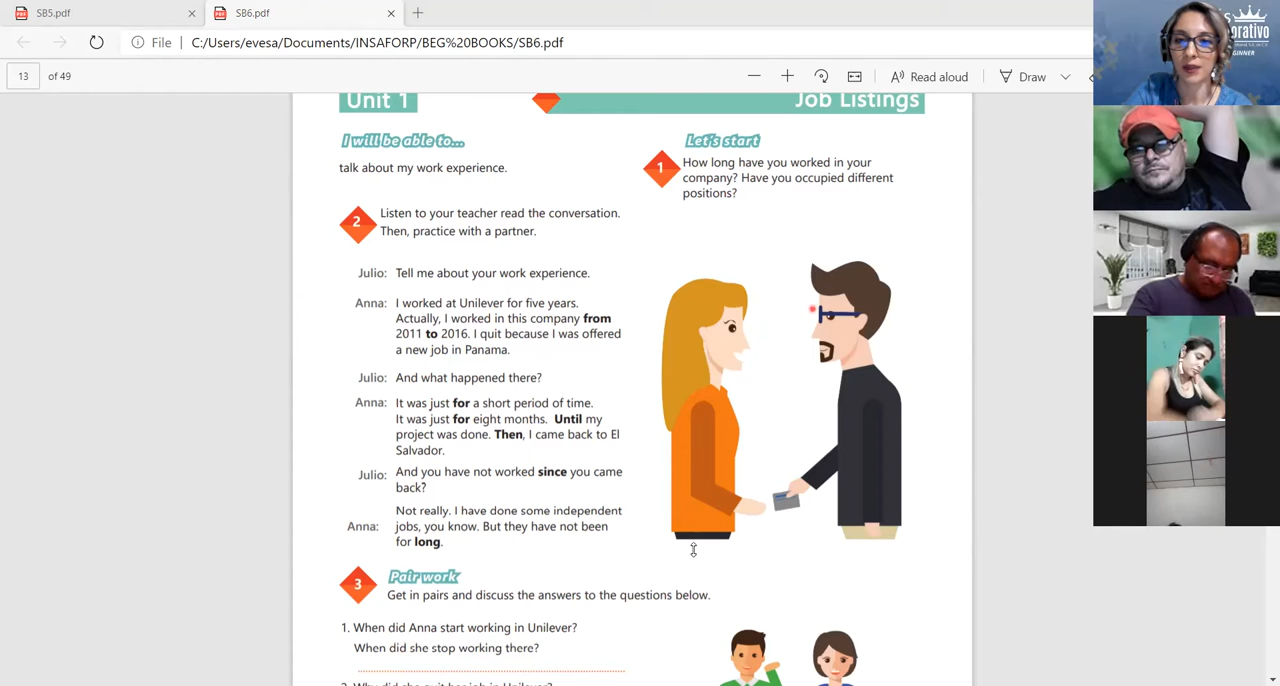 SB5.pdf
SB6.pdf
File
C:/Users/evesa/Documents/INSAFORP/BEG%20BOOKS/SB6.pdf
13 of 49
Read aloud
Draw
Unit 1
Job Listings
I will be able to...
talk about my work experience.
Let's start
1
How long have you worked in your
company? Have you occupied different
positions?
2
Listen to your teacher read the conversation.
Then, practice with a partner.
Julio: Tell me about your work experience.
Anna: I worked at Unilever for five years.
Actually, I worked in this company from
2011 to 2016. I quit because I was offered
a new job in Panama.
Julio: And what happened there?
Anna: It was just for a short period of time.
It was just for eight months. Until my
project was done. Then, I came back to El
Salvador.
Julio: And you have not worked since you came
back?
Anna: Not really. I have done some independent
jobs, you know. But they have not been
for long.
3
Pair work
Get in pairs and discuss the answers to the questions below.
1. When did Anna start working in Unilever?
When did she stop working there?